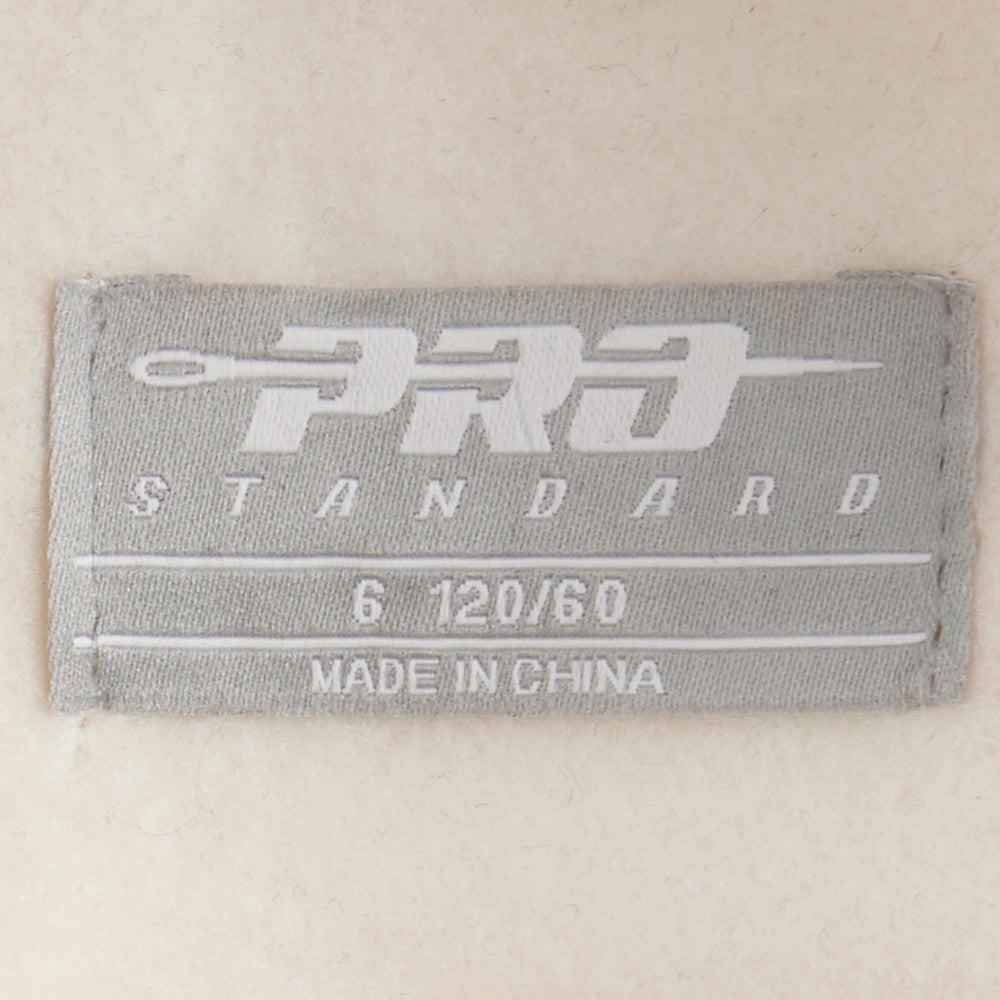 PRO
STANDARD
6 120/60
MADE IN CHINA